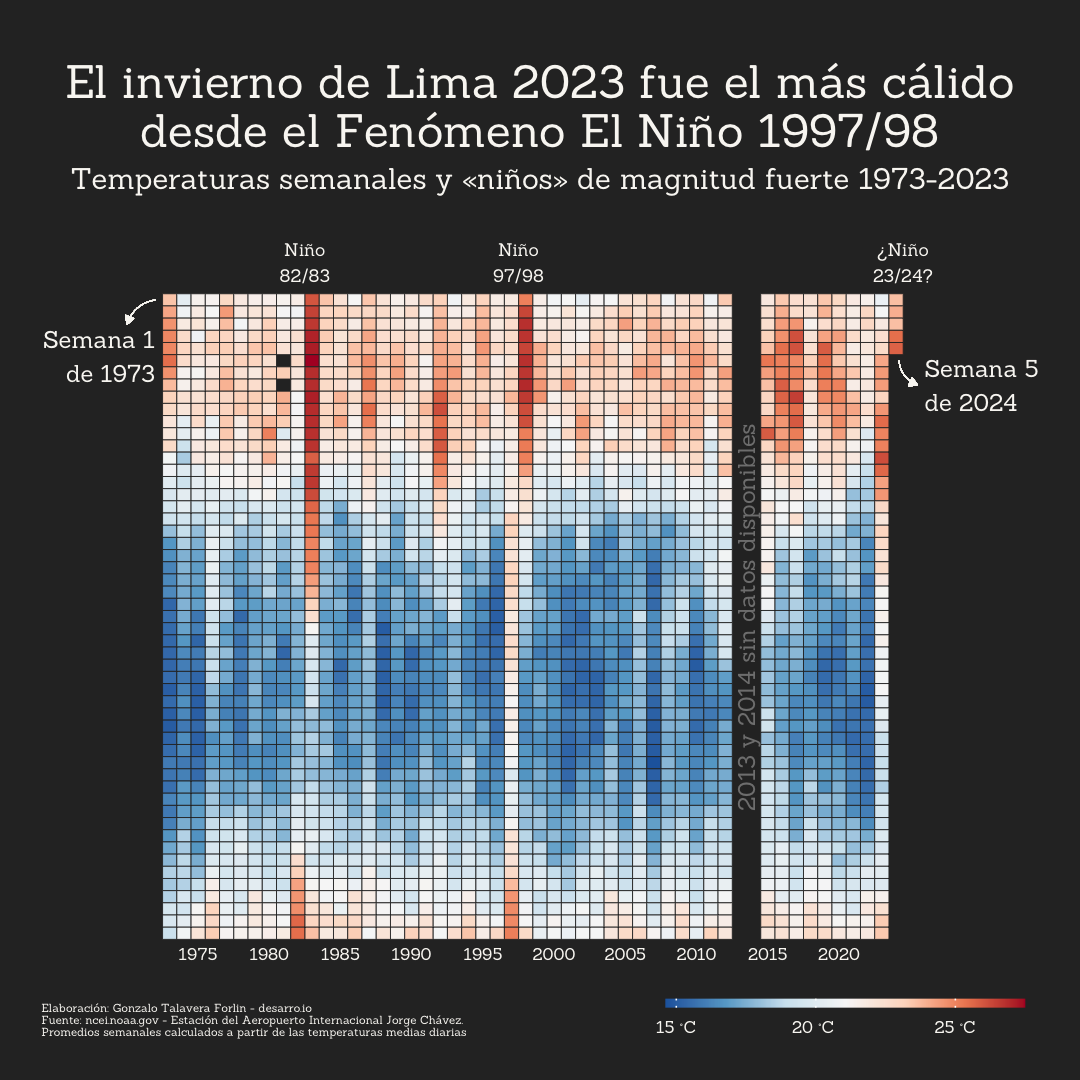 El invierno de Lima 2023 fue el más cálido
desde el Fenómeno El Niño 1997/98
Temperaturas semanales y «niños» de magnitud fuerte 1973-2023
Niño
82/83
Niño
97/98
¿Niño
23/24?
Semana 1
de 1973
Semana 5
de 2024
2013 y 2014 sin datos disponibles
1975 1980 1985 1990 1995 2000 2005 2010 2015 2020
Elaboración: Gonzalo Talavera Forlin - desarro.io
Fuente: ncei.noaa.gov - Estación del Aeropuerto Internacional Jorge Chávez.
Promedios semanales calculados a partir de las temperaturas medias diarias
15 °C 20 °C 25 °C